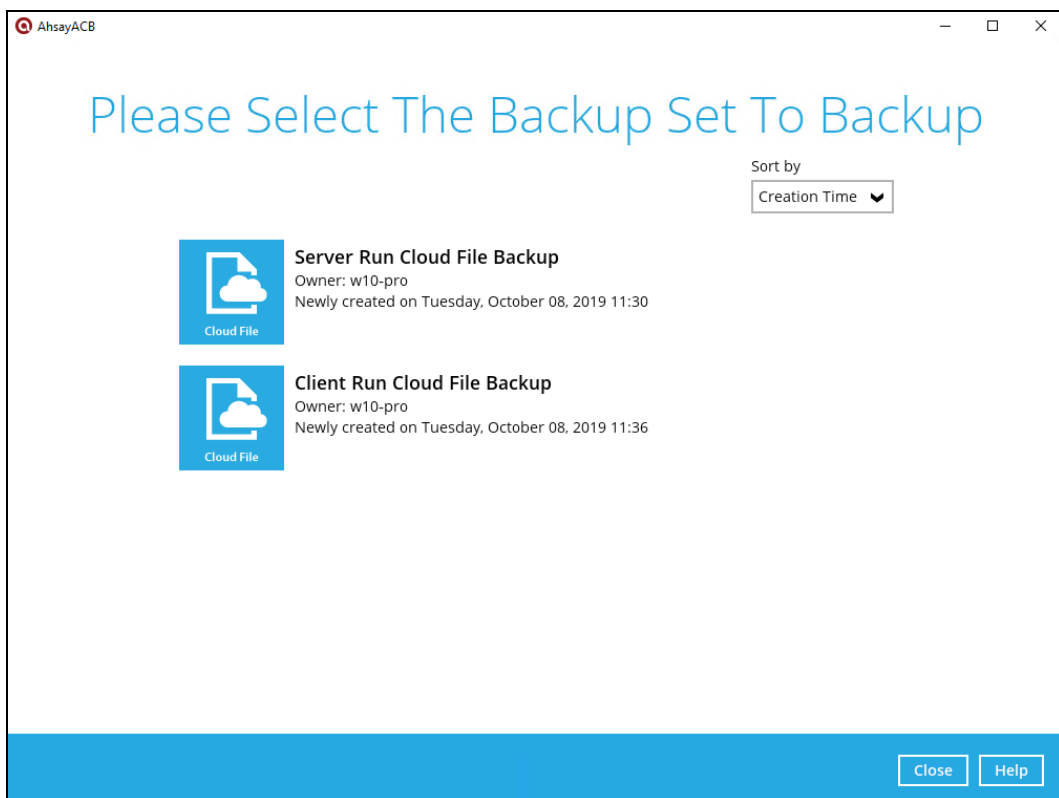 AhsayACB
Please Select The Backup Set To Backup
Sort by
Creation Time
Server Run Cloud File Backup
Owner: w10-pro
Newly created on Tuesday, October 08, 2019 11:30
Cloud File
Client Run Cloud File Backup
Owner: w10-pro
Newly created on Tuesday, October 08, 2019 11:36
Cloud File
Close
Help